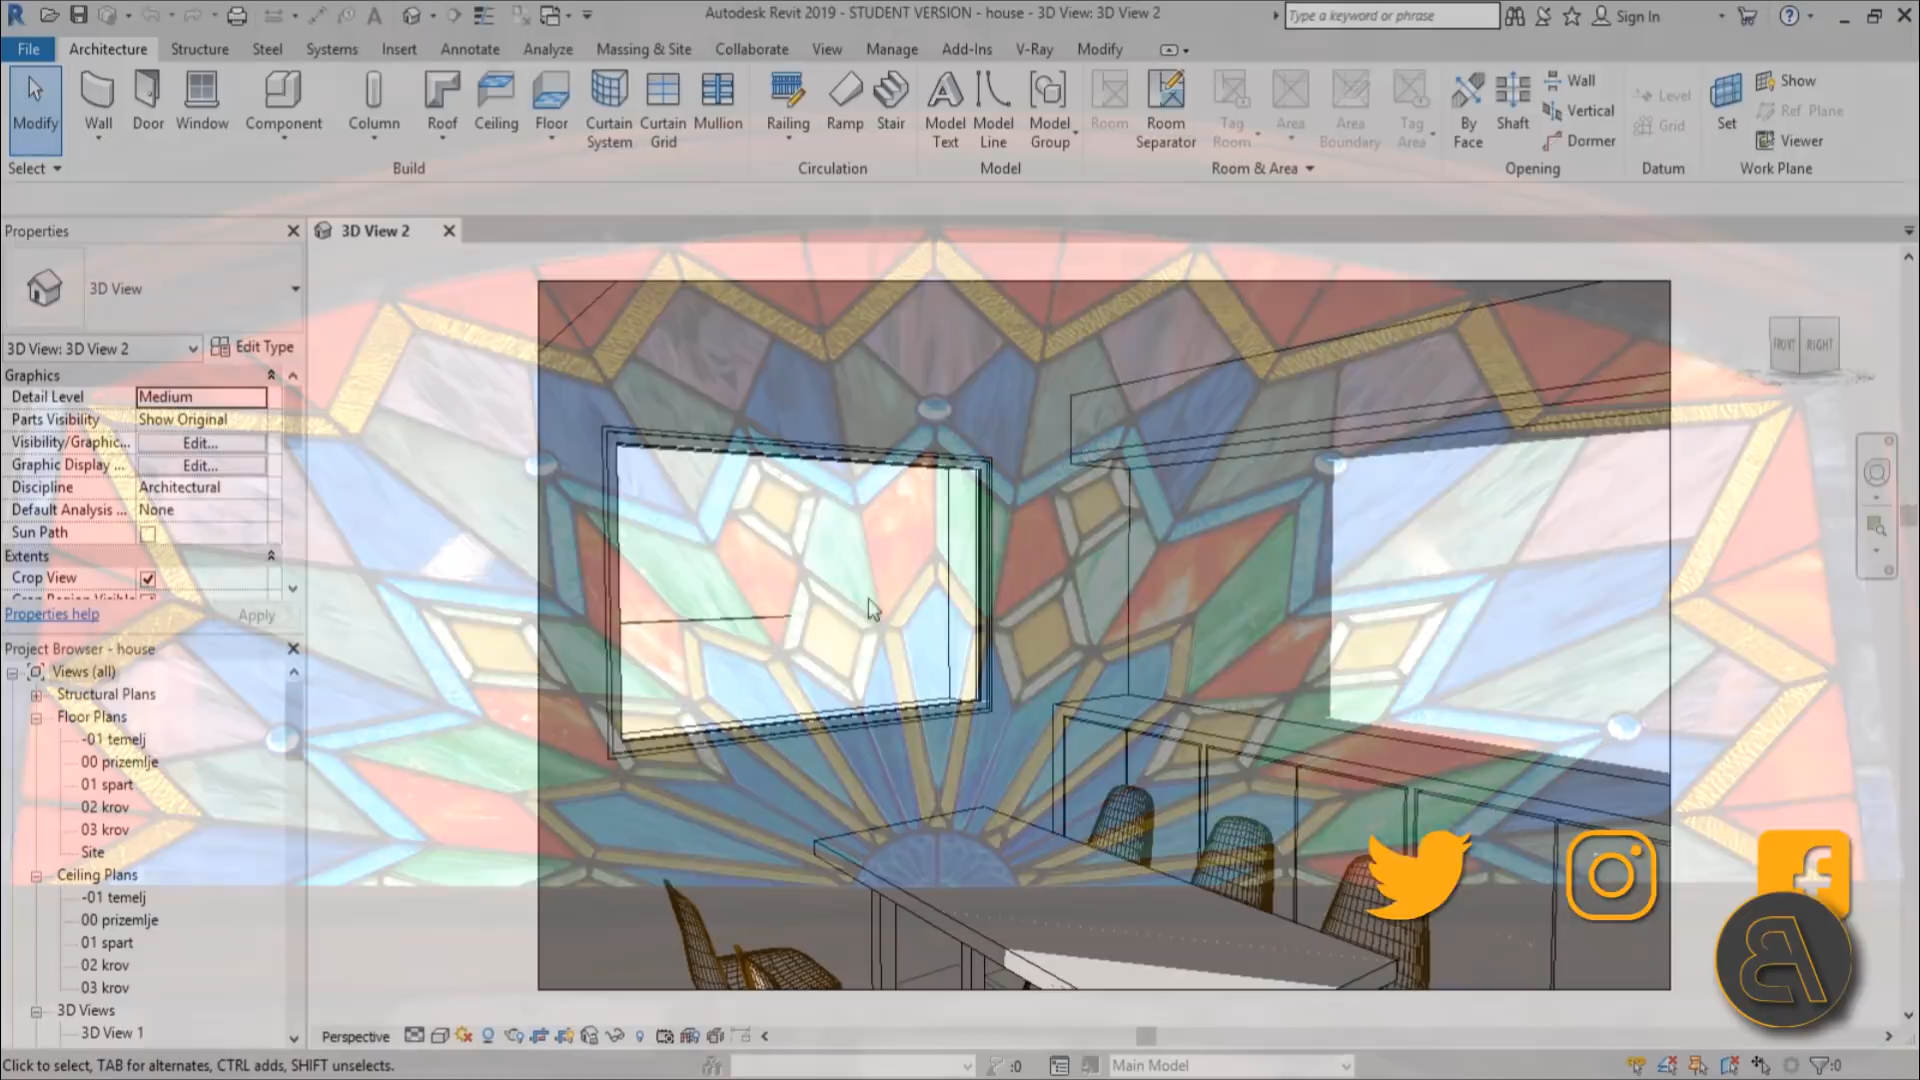 Autodesk Revit 2019 - STUDENT VERSION - house - 3D View: 3D View 2
Type a keyword or phrase
Sign In
File Architecture Structure Steel Systems Insert Annotate Analyze Massing & Site Collaborate View Manage Add-Ins V-Ray Modify
Modify
Wall
Door
Window
Component
Column
Roof
Ceiling
Floor
Curtain System
Curtain Grid
Mullion
Railing
Ramp
Stair
Model Text
Model Line
Model Group
Room
Room Separator
Tag Room
Area
Area Boundary
Tag Area
By Face
Shaft
Wall
Vertical
Dormer
Level
Grid
Set
Show
Ref Plane
Viewer
Select
Build
Circulation
Model
Room & Area
Opening
Datum
Work Plane
Properties
3D View 2
3D View
3D View: 3D View 2
Edit Type
Graphics
Detail Level Medium
Parts Visibility Show Original
Visibility/Graphic... Edit...
Graphic Display ... Edit...
Discipline Architectural
Default Analysis ... None
Sun Path
Extents
Crop View
Properties help
Apply
Project Browser - house
Views (all)
Structural Plans
Floor Plans
-01 temelj
00 prizemlje
01 spart
02 krov
03 krov
Site
Ceiling Plans
-01 temelj
00 prizemlje
01 spart
02 krov
03 krov
3D Views
3D View 1
FRONT
RIGHT
Perspective
Click to select, TAB for alternates, CTRL adds, SHIFT unselects.
:0
Main Model
:0